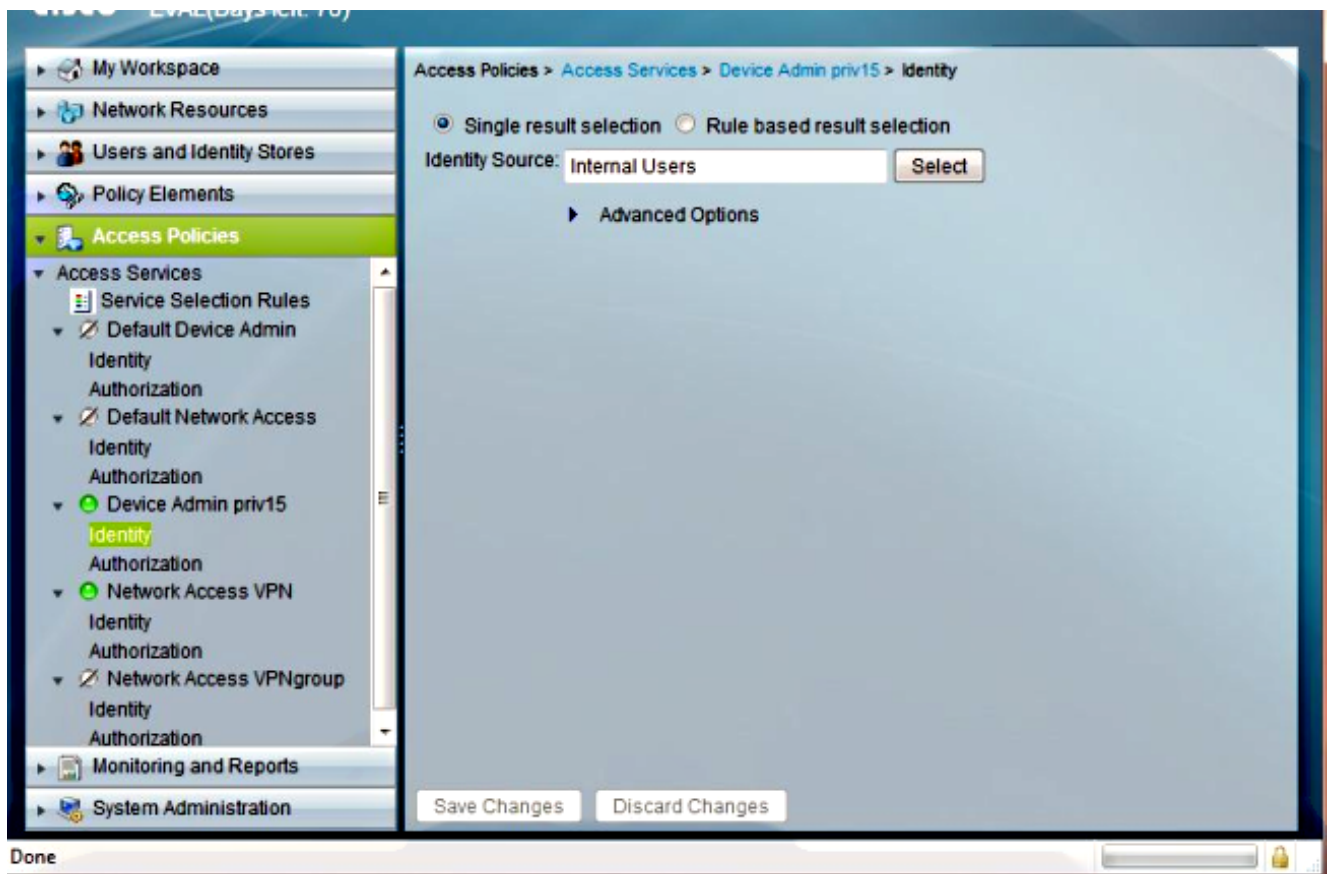 My Workspace
Network Resources
Users and Identity Stores
Policy Elements
Access Policies
Access Services
Service Selection Rules
Default Device Admin
Identity
Authorization
Default Network Access
Identity
Authorization
Device Admin priv15
Identity
Authorization
Network Access VPN
Identity
Authorization
Network Access VPNgroup
Identity
Authorization
Monitoring and Reports
System Administration
Access Policies > Access Services > Device Admin priv15 > Identity
Single result selection Rule based result selection
Identity Source: Internal Users Select
Advanced Options
Save Changes Discard Changes
Done